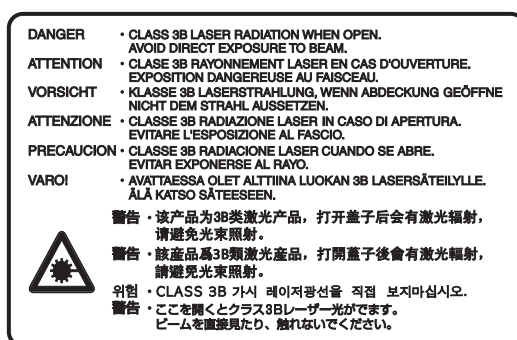 DANGER · CLASS 3B LASER RADIATION WHEN OPEN.
AVOID DIRECT EXPOSURE TO BEAM.
ATTENTION · CLASE 3B RAYONNEMENT LASER EN CAS D'OUVERTURE.
EXPOSITION DANGEREUSE AU FAISCEAU.
VORSICHT · KLASSE 3B LASERSTRAHLUNG, WENN ABDECKUNG GEÖFFNE
NICHT DEM STRAHL AUSSETZEN.
ATTENZIONE · CLASSE 3B RADIAZIONE LASER IN CASO DI APERTURA.
EVITARE L'ESPOSIZIONE AL FASCIO.
PRECAUCION · CLASSE 3B RADIACIONE LASER CUANDO SE ABRE.
EVITAR EXPONERSE AL RAYO.
VARO! · AVATTAESSA OLET ALTTIINA LUOKAN 3B LASERSÄTEILYLLE.
ÄLÄ KATSO SÄTEESEEN.
警告 · 该产品为3B类激光产品，打开盖子后会有激光辐射，
请避免光束照射。
警告 · 該産品爲3B類激光産品，打開蓋子後會有激光輻射，
請避免光束照射。
위험 · CLASS 3B 가시 레이저광선을 직접 보지마십시오.
警告 · ここを開くとクラス3Bレーザー光がでます。
ビームを直接見たり、触れないでください。